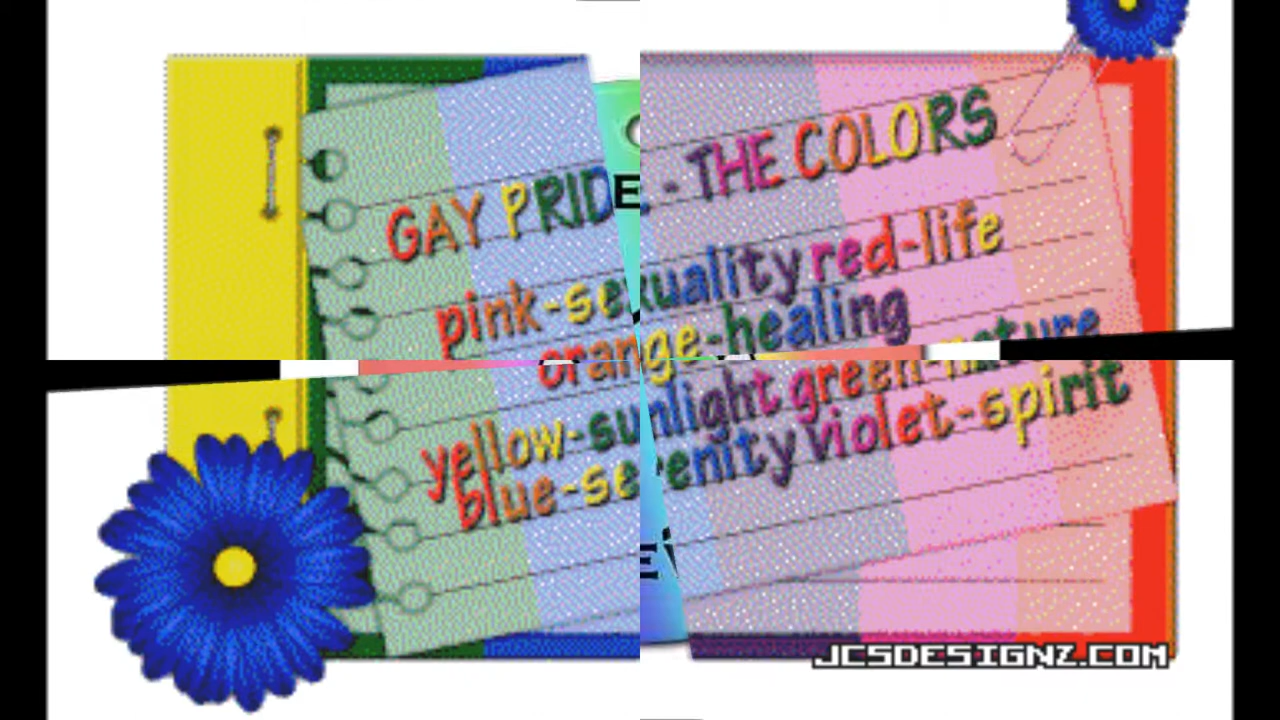 GAY PRIDE - THE COLORS
pink-sexuality red-life
orange-healing
yellow-sunlight green-nature
blue-serenity violet-spirit
JCSDESIGNZ.COM